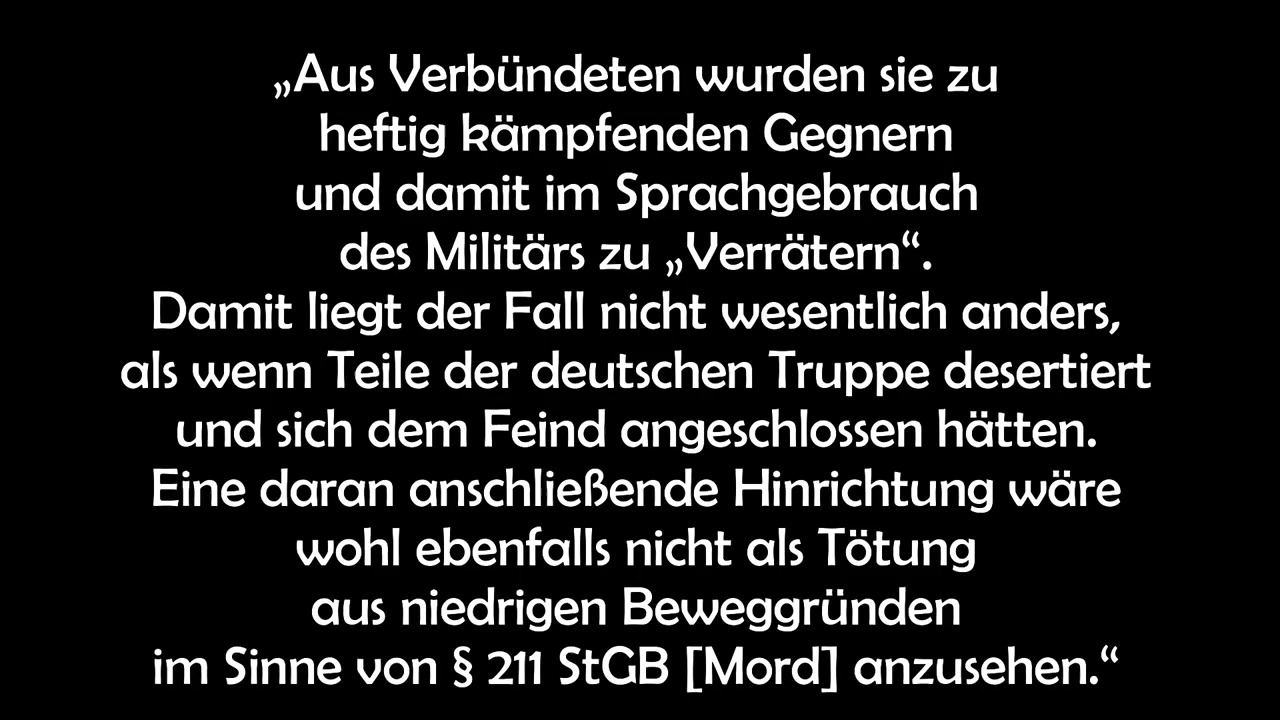 „Aus Verbündeten wurden sie zu
heftig kämpfenden Gegnern
und damit im Sprachgebrauch
des Militärs zu „Verrätern“.
Damit liegt der Fall nicht wesentlich anders,
als wenn Teile der deutschen Truppe desertiert
und sich dem Feind angeschlossen hätten.
Eine daran anschließende Hinrichtung wäre
wohl ebenfalls nicht als Tötung
aus niedrigen Beweggründen
im Sinne von § 211 StGB [Mord] anzusehen.“